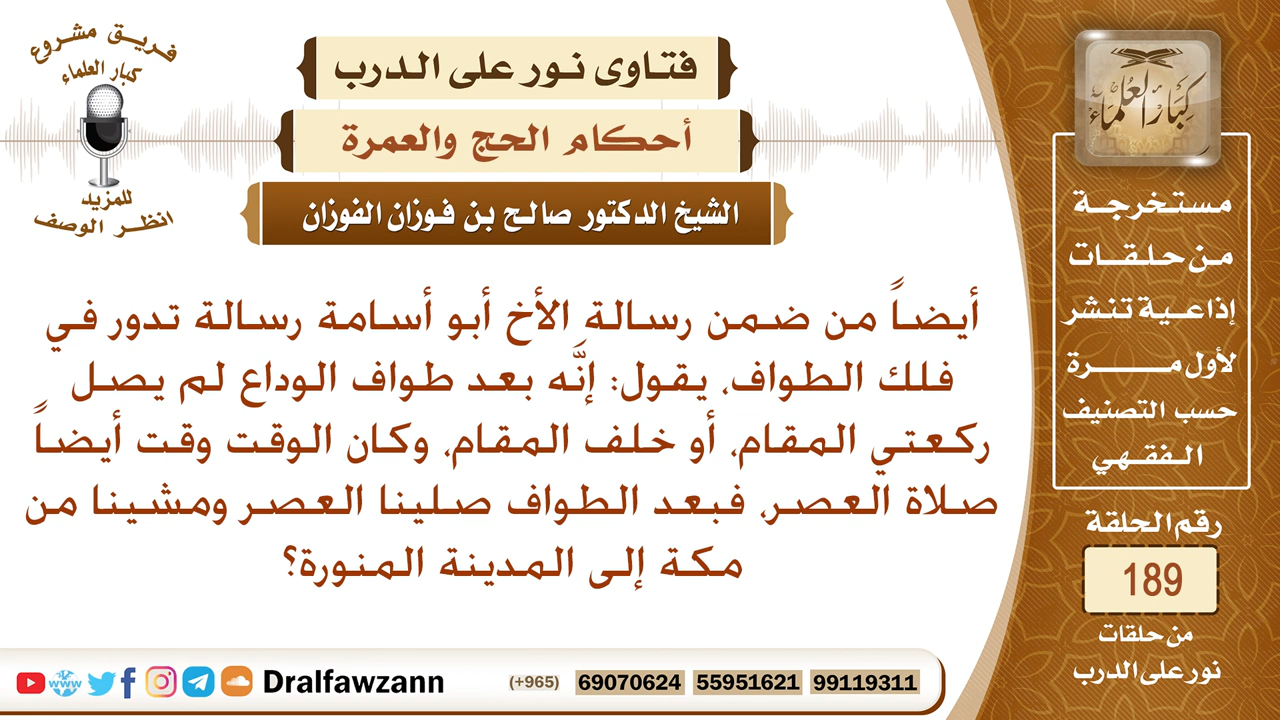 فريق مشروع
كبار العلماء
للمزيد
انظر الوصف
فتاوى نور على الدرب
أحكام الحج والعمرة
الشيخ الدكتور صالح بن فوزان الفوزان
أيضاً من ضمن رسالة الأخ أبو أسامة رسالة تدور في
فلك الطواف، يقول: إنَّه بعد طواف الوداع لم يصل
ركعتي المقام، أو خلف المقام، وكان الوقت وقت أيضاً
صلاة العصر، فبعد الطواف صلينا العصر ومشينا من
مكة إلى المدينة المنورة؟
كبار العلماء
مستخرجة
من حلقات
إذاعية تنشر
لأول مرة
حسب التصنيف
الفقهي
رقم الحلقة
189
من حلقات
نور على الدرب
www
Dralfawzann
(+965) 69070624 55951621 99119311